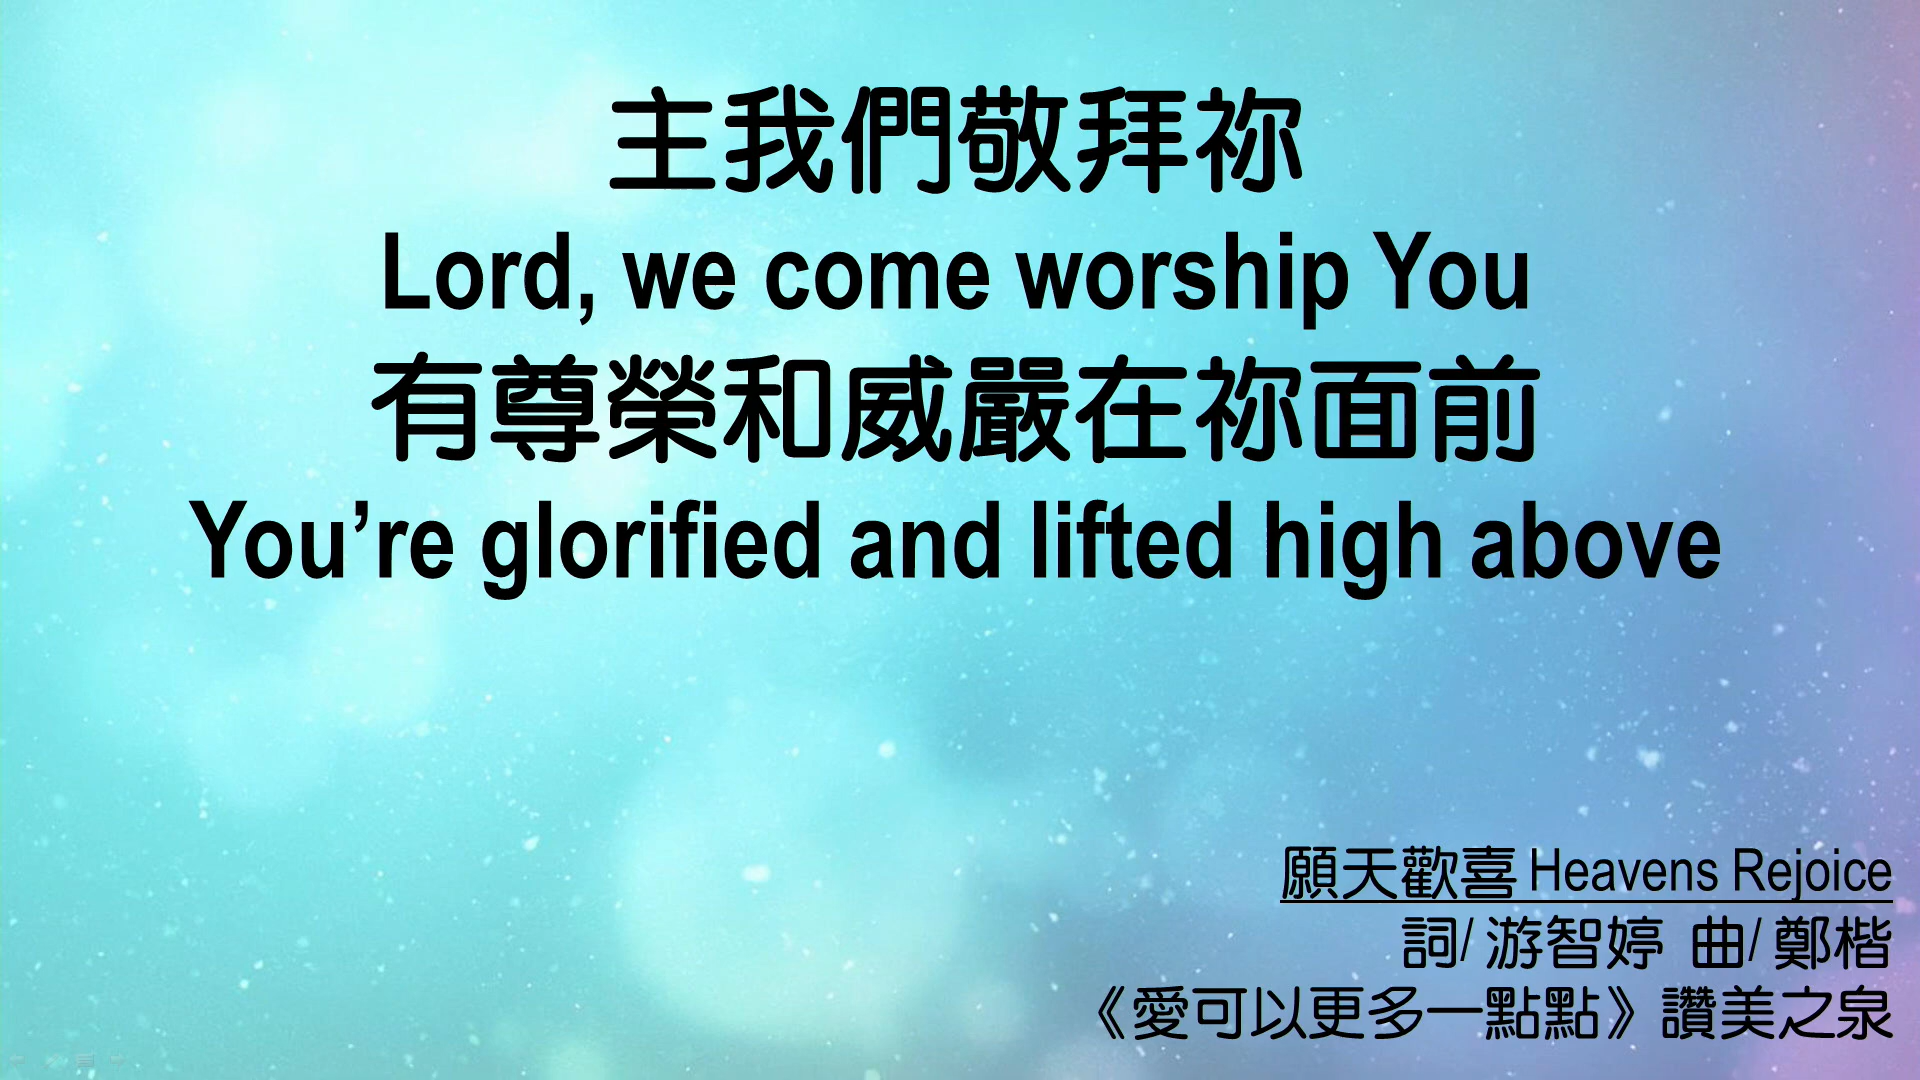 主我們敬拜祢
Lord, we come worship You
有尊榮和威嚴在祢面前
You’re glorified and lifted high above
願天歡喜 Heavens Rejoice
詞/ 游智婷 曲/ 鄭楷
《愛可以更多一點點》讚美之泉